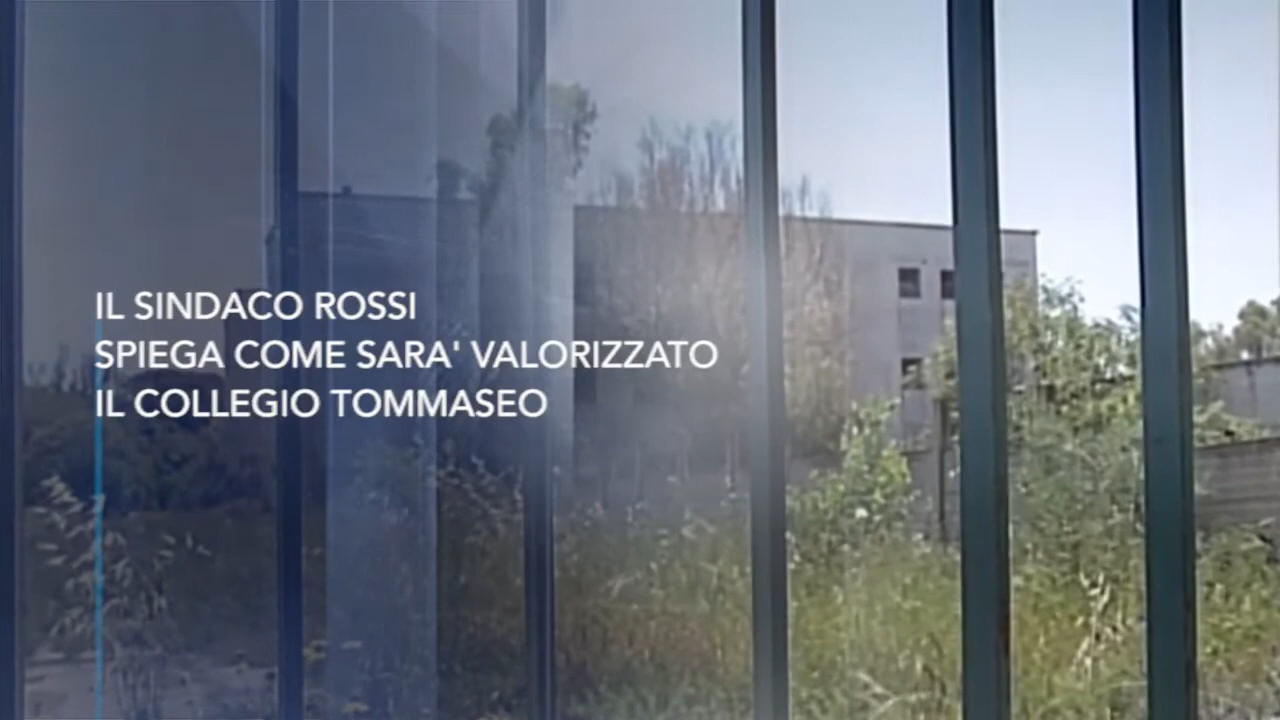 IL SINDACO ROSSI
SPIEGA COME SARA' VALORIZZATO
IL COLLEGIO TOMMASEO